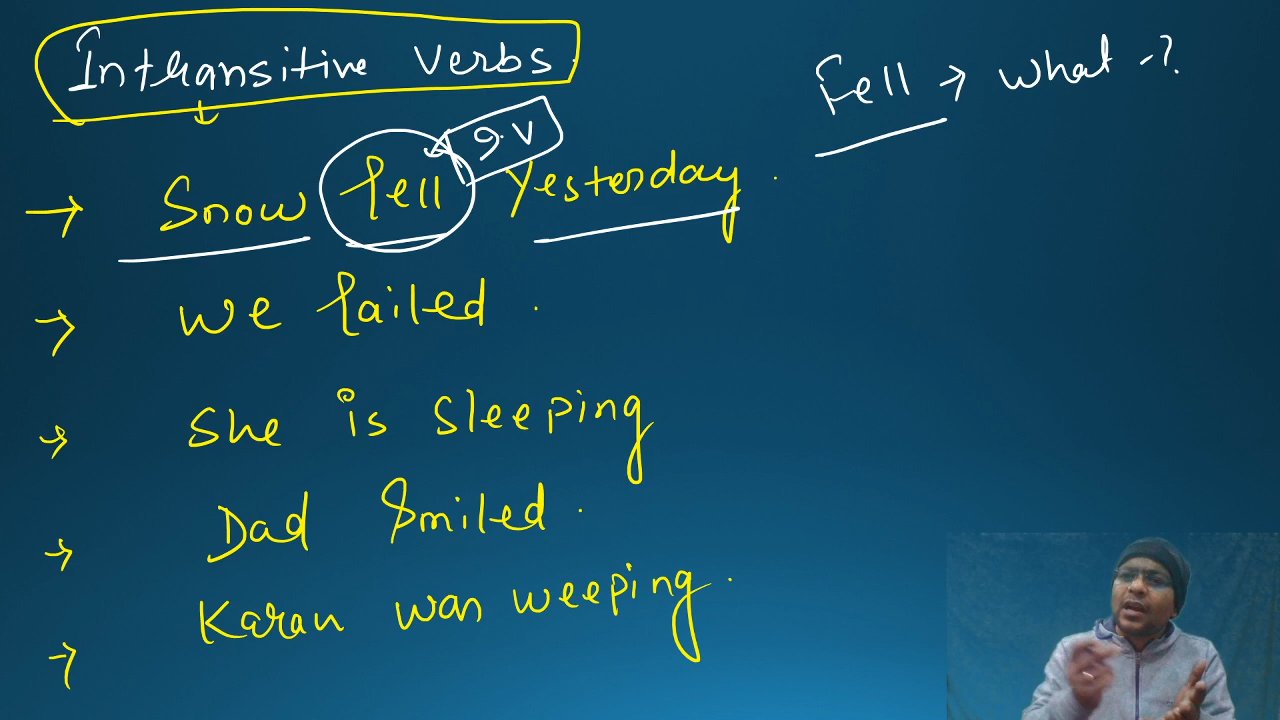 Intransitive Verbs.
Fell → what -?
I.V
→ Snow fell Yesterday.
→ We failed.
→ She is sleeping
→ Dad Smiled.
→ Karan was weeping.